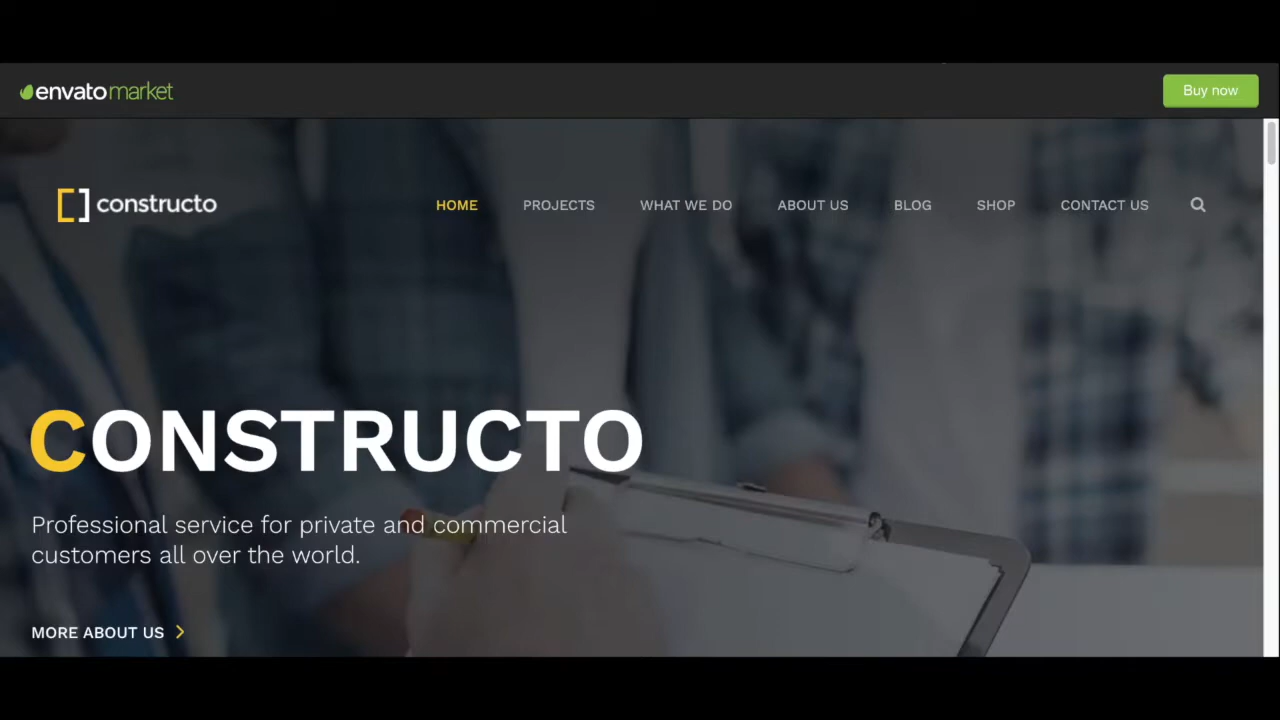 envatomarket
Buy now
constructo
HOME
PROJECTS
WHAT WE DO
ABOUT US
BLOG
SHOP
CONTACT US
CONSTRUCTO
Professional service for private and commercial
customers all over the world.
MORE ABOUT US